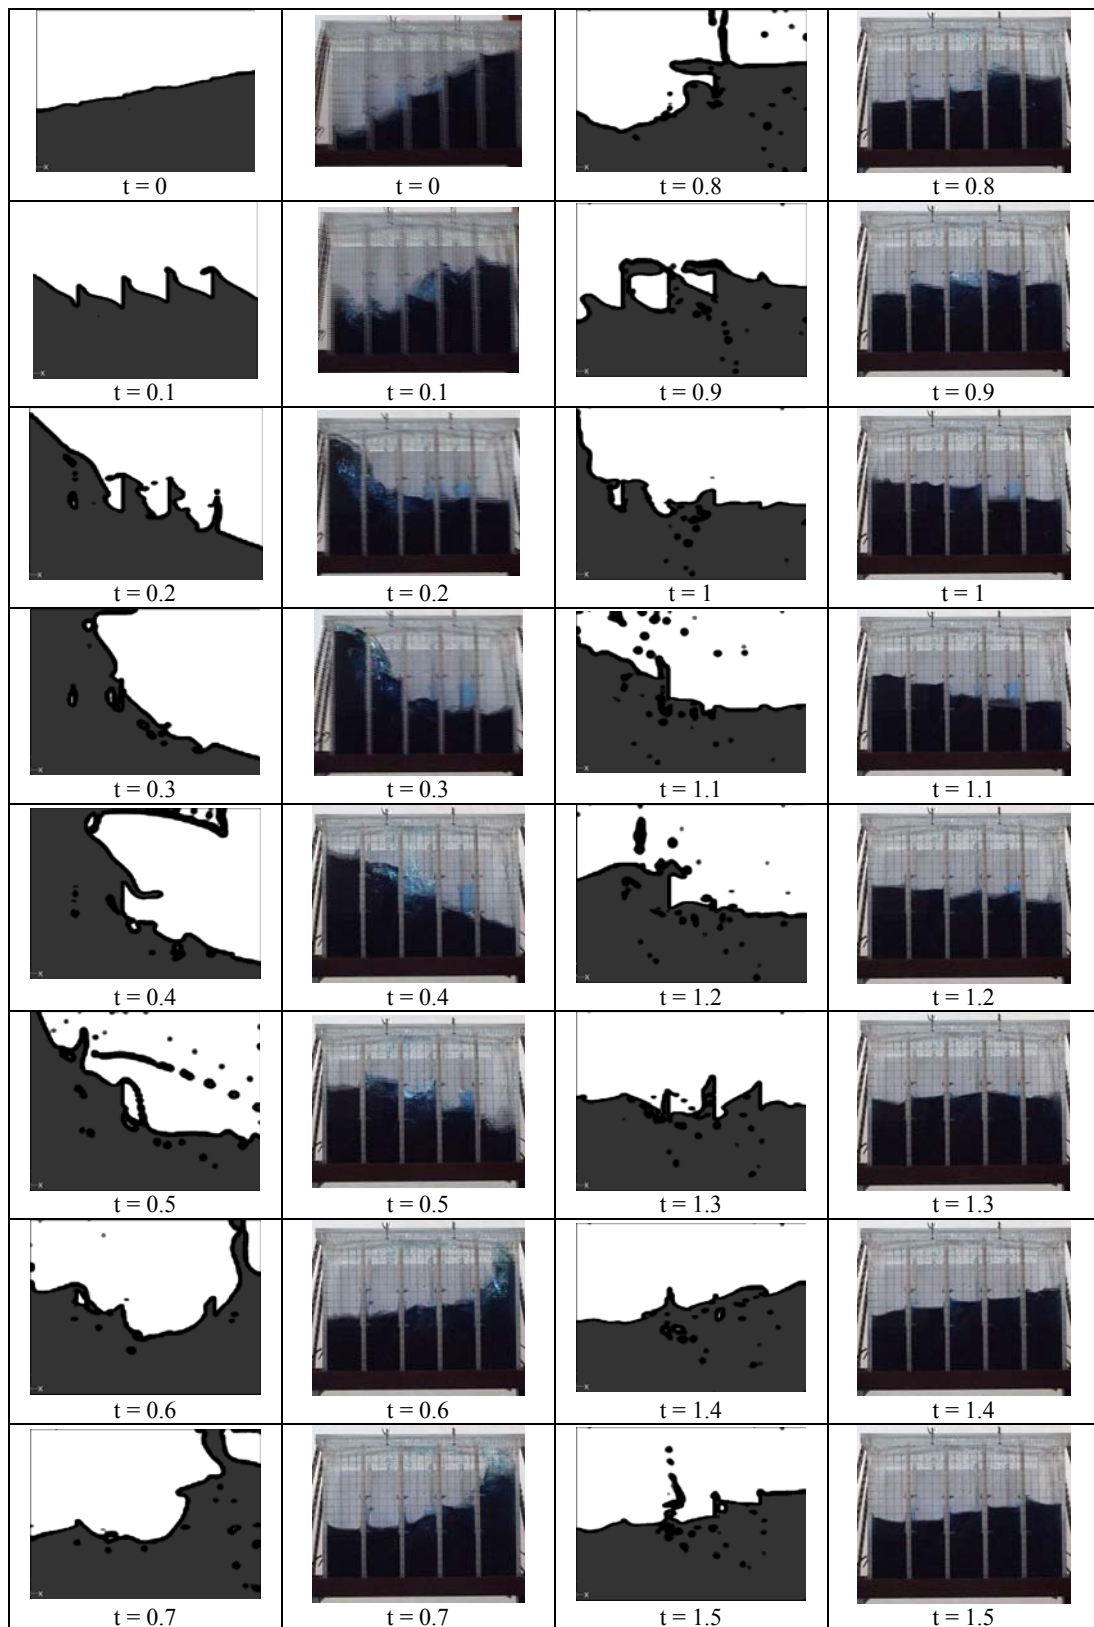 t = 0 t = 0 t = 0.8 t = 0.8
t = 0.1 t = 0.1 t = 0.9 t = 0.9
t = 0.2 t = 0.2 t = 1 t = 1
t = 0.3 t = 0.3 t = 1.1 t = 1.1
t = 0.4 t = 0.4 t = 1.2 t = 1.2
t = 0.5 t = 0.5 t = 1.3 t = 1.3
t = 0.6 t = 0.6 t = 1.4 t = 1.4
t = 0.7 t = 0.7 t = 1.5 t = 1.5